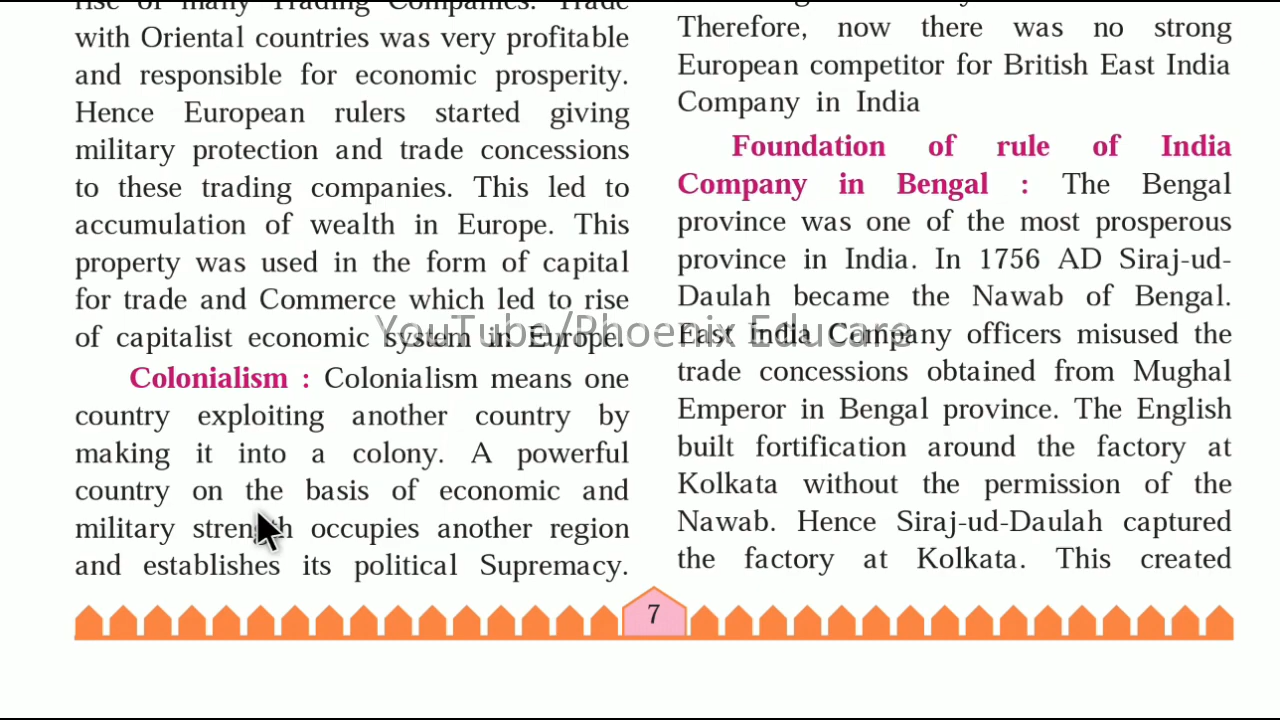 rise of many Trading Companies. Trade
with Oriental countries was very profitable
and responsible for economic prosperity.
Hence European rulers started giving
military protection and trade concessions
to these trading companies. This led to
accumulation of wealth in Europe. This
property was used in the form of capital
for trade and Commerce which led to rise
of capitalist economic system in Europe.
Colonialism : Colonialism means one
country exploiting another country by
making it into a colony. A powerful
country on the basis of economic and
military strength occupies another region
and establishes its political Supremacy.
Therefore, now there was no strong
European competitor for British East India
Company in India
Foundation of rule of India
Company in Bengal : The Bengal
province was one of the most prosperous
province in India. In 1756 AD Siraj-ud-
Daulah became the Nawab of Bengal.
East India Company officers misused the
trade concessions obtained from Mughal
Emperor in Bengal province. The English
built fortification around the factory at
Kolkata without the permission of the
Nawab. Hence Siraj-ud-Daulah captured
the factory at Kolkata. This created
7
YouTube/Phoenix Educare